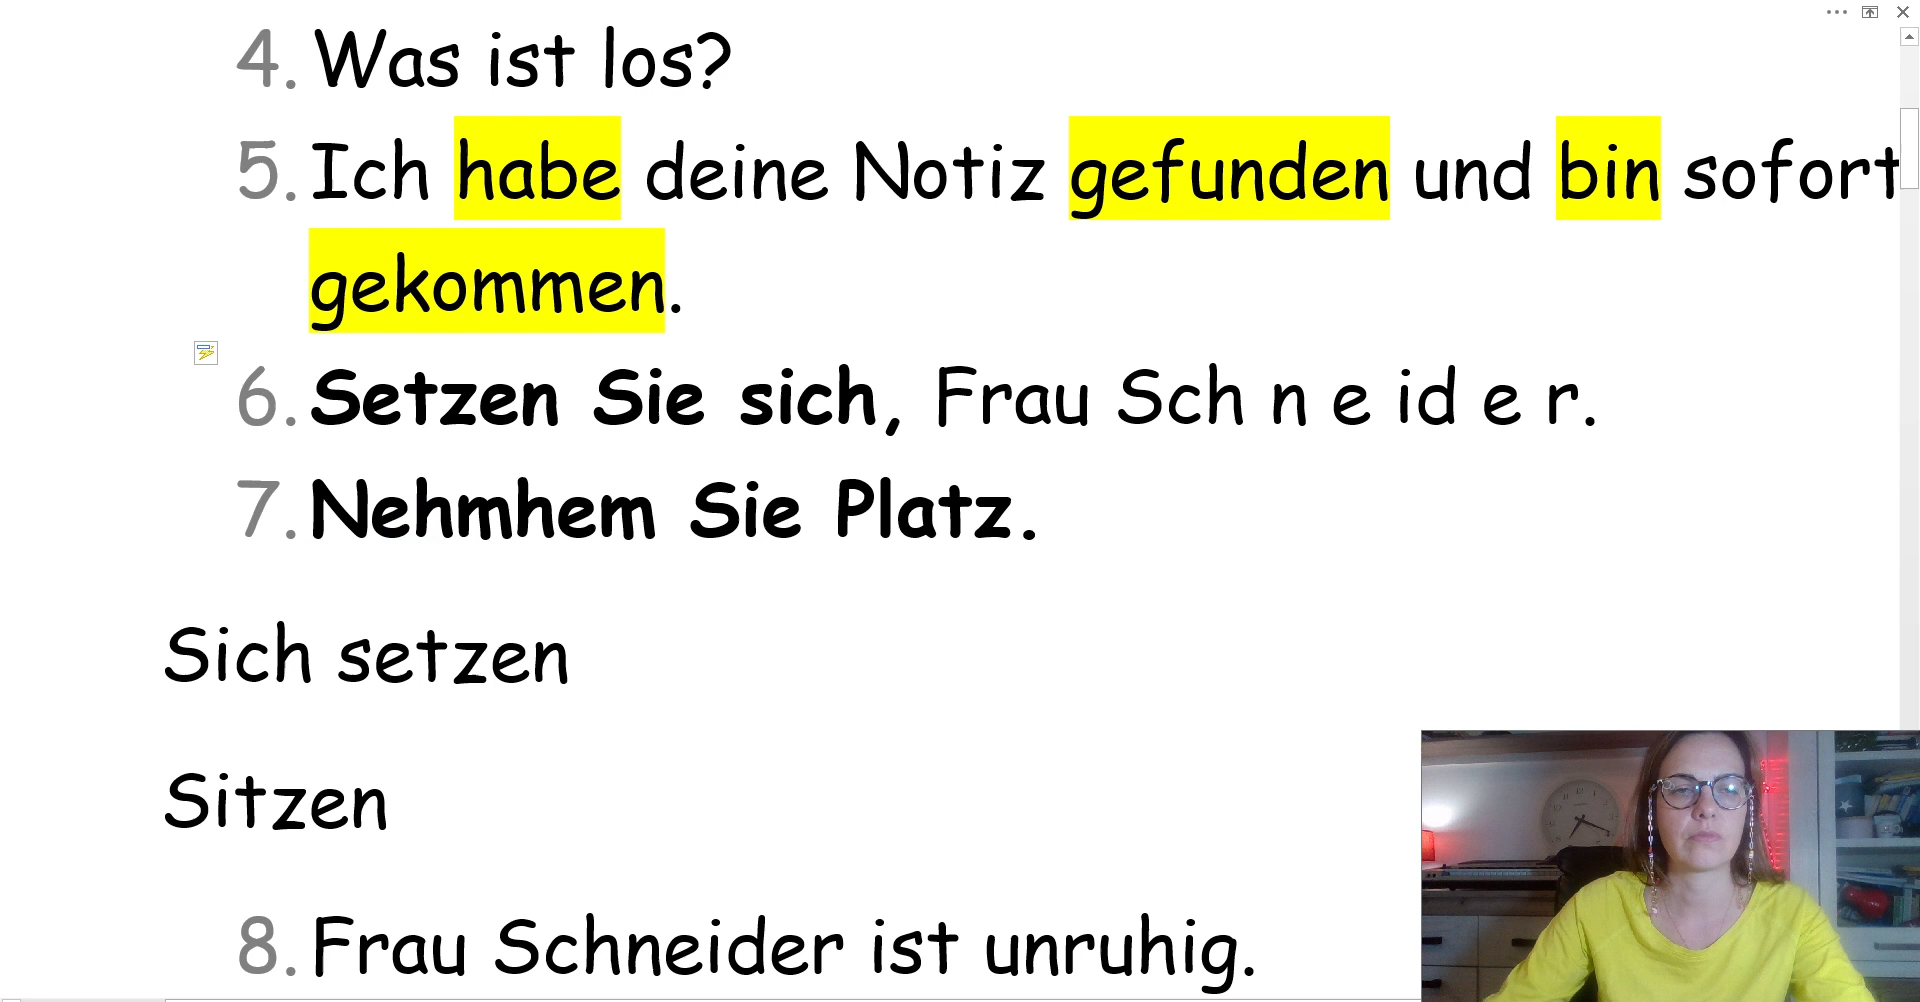 4. Was ist los?
5. Ich habe deine Notiz gefunden und bin sofort
gekommen.
6. Setzen Sie sich, Frau Sch n e id e r.
7. Nehmhem Sie Platz.
Sich setzen
Sitzen
8. Frau Schneider ist unruhig.